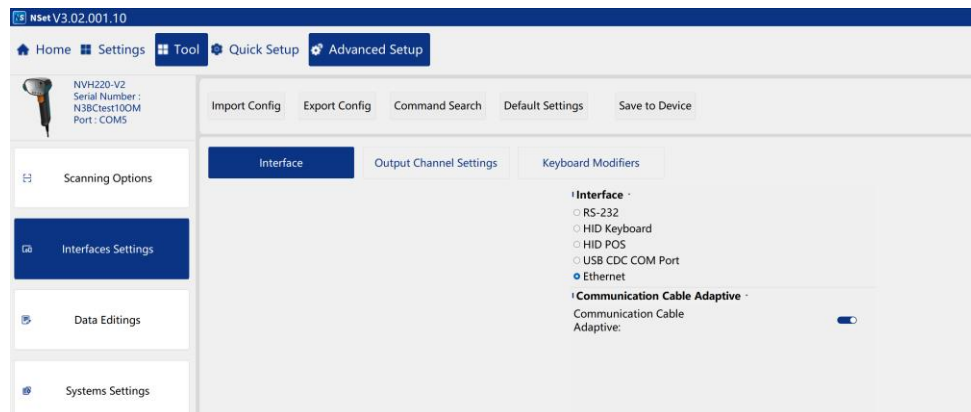 NSet V3.02.001.10
Home Settings Tool Quick Setup Advanced Setup
NVH220-V2
Serial Number :
N3BCtest10OM
Port : COM5
Import Config Export Config Command Search Default Settings Save to Device
Interface Output Channel Settings Keyboard Modifiers
Scanning Options
Interfaces Settings
Data Editings
Systems Settings
Interface
RS-232
HID Keyboard
HID POS
USB CDC COM Port
Ethernet
Communication Cable Adaptive
Communication Cable
Adaptive: